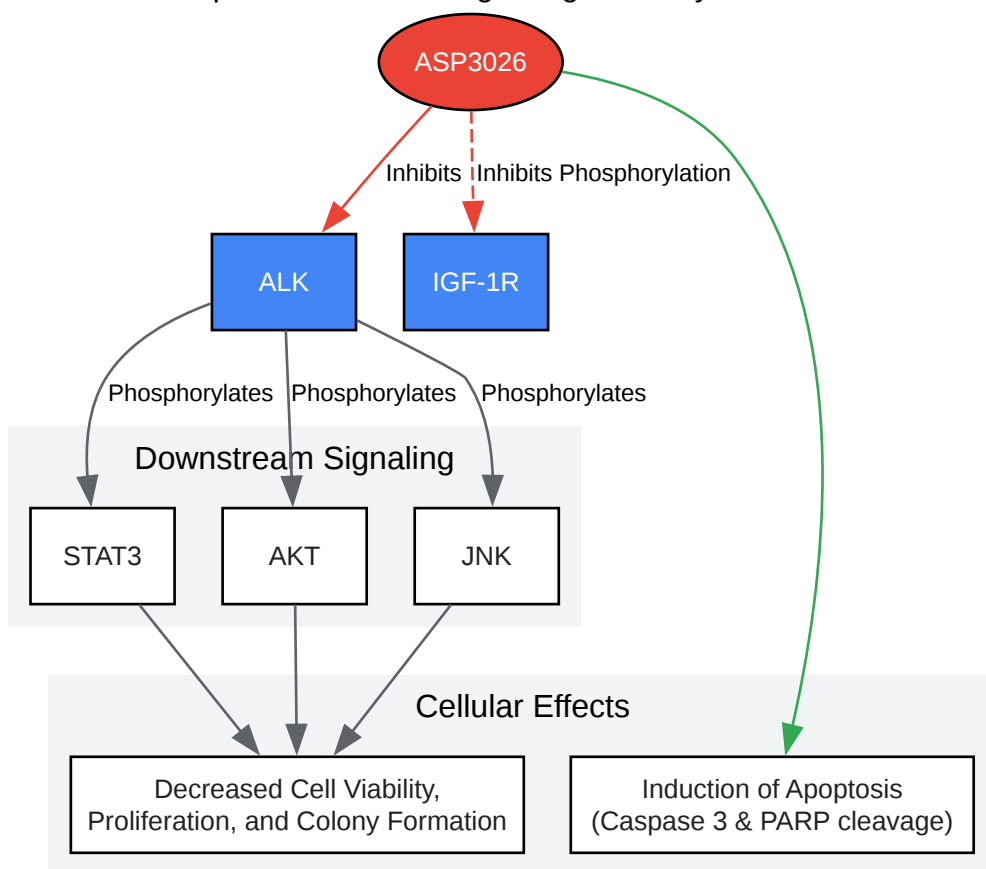 ASP3026
Inhibits
Inhibits Phosphorylation
ALK
IGF-1R
Phosphorylates
Phosphorylates
Phosphorylates
Downstream Signaling
STAT3
AKT
JNK
Cellular Effects
Decreased Cell Viability,
Proliferation, and Colony Formation
Induction of Apoptosis
(Caspase 3 & PARP cleavage)